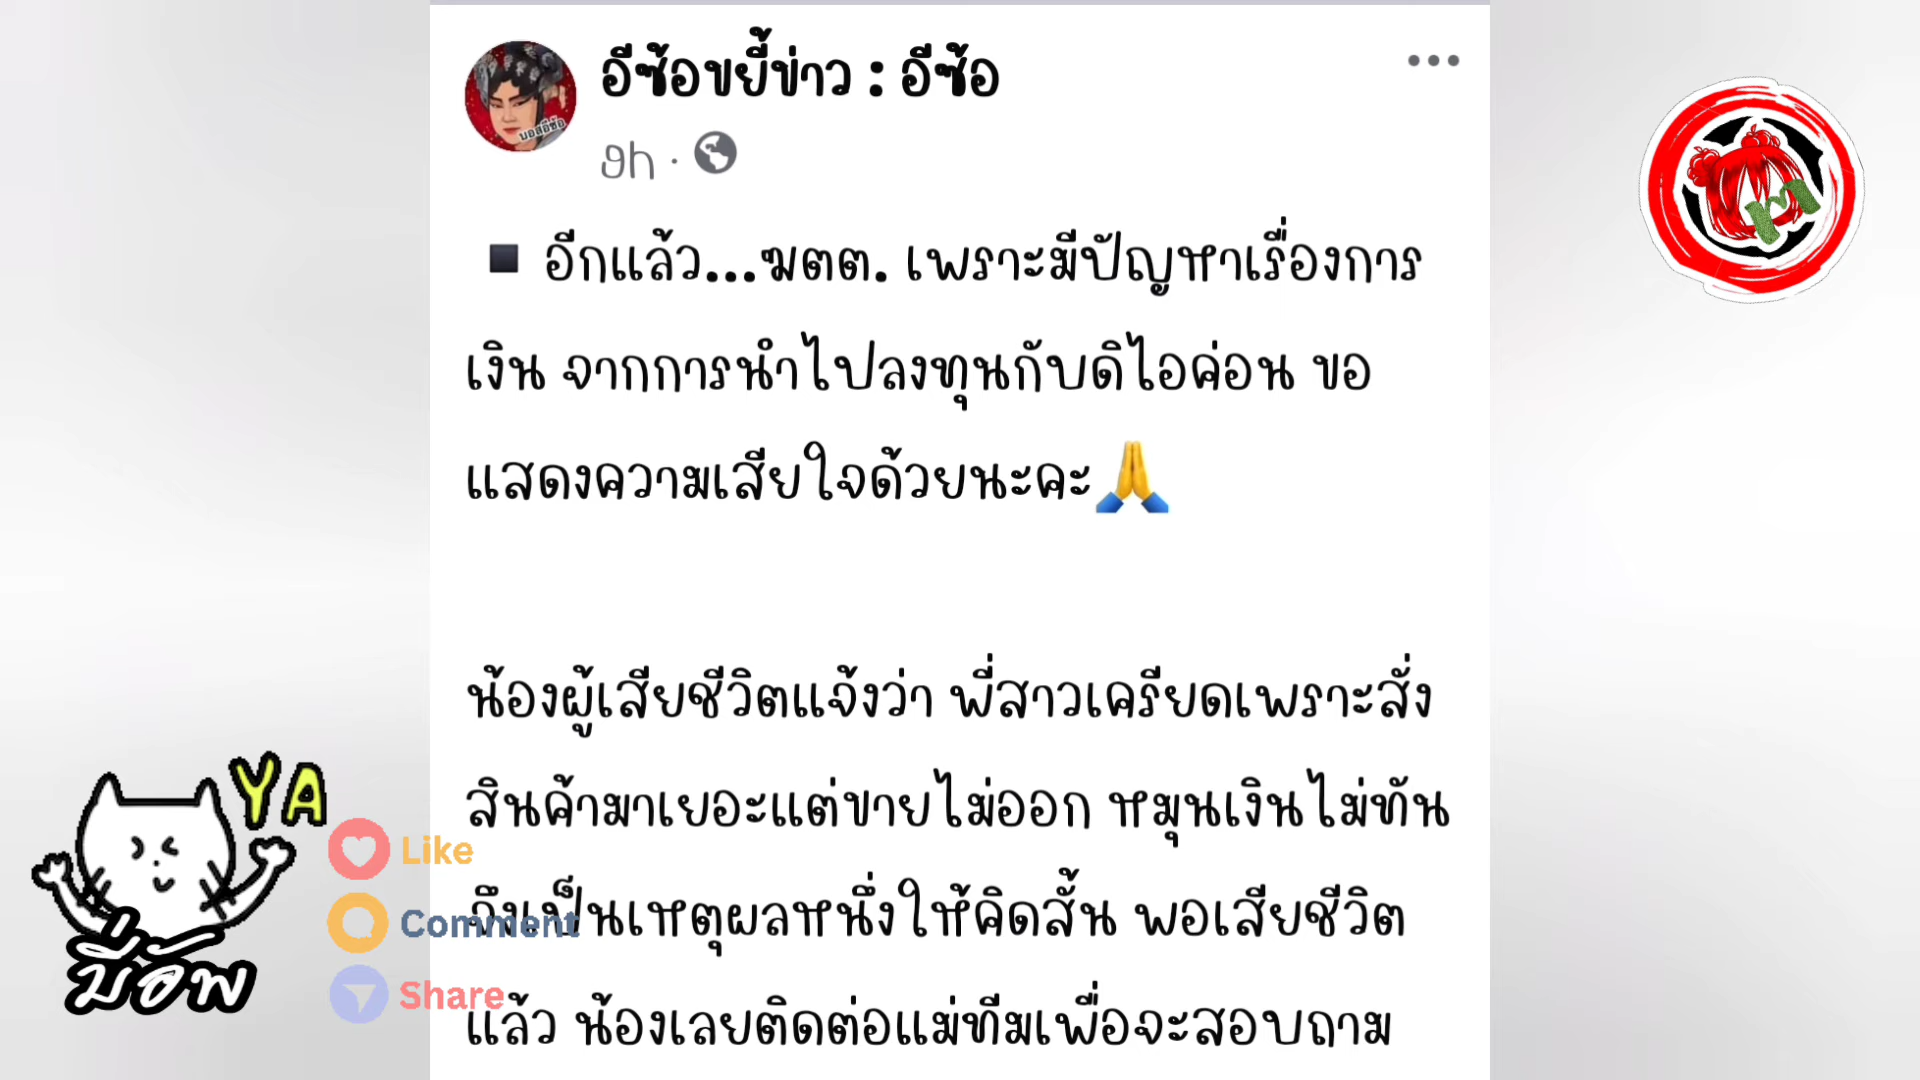 อีซ้อขยี้ข่าว : อีซ้อ
บอสอีซ้อ
9h ·
▪ อีกแล้ว...ฆตต. เพราะมีปัญหาเรื่องการ
เงิน จากการนำไปลงทุนกับดิไอค่อน ขอ
แสดงความเสียใจด้วยนะคะ🙏
น้องผู้เสียชีวิตแจ้งว่า พี่สาวเครียดเพราะสั่ง
สินค้ามาเยอะแต่ขายไม่ออก หมุนเงินไม่ทัน
จึงเป็นเหตุผลหนึ่งให้คิดสั้น พอเสียชีวิต
แล้ว น้องเลยติดต่อแม่ทีมเพื่อจะสอบถาม
YA
บี่อัพ
Like
Comment
Share